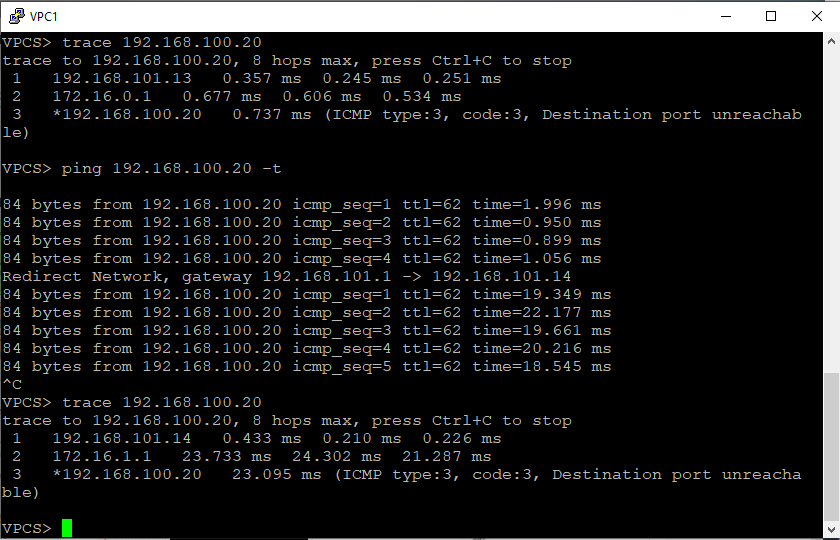 VPC1
VPCS> trace 192.168.100.20
trace to 192.168.100.20, 8 hops max, press Ctrl+C to stop
 1   192.168.101.13   0.357 ms  0.245 ms  0.251 ms
 2   172.16.0.1   0.677 ms  0.606 ms  0.534 ms
 3   *192.168.100.20   0.737 ms (ICMP type:3, code:3, Destination port unreachab
le)
VPCS> ping 192.168.100.20 -t
84 bytes from 192.168.100.20 icmp_seq=1 ttl=62 time=1.996 ms
84 bytes from 192.168.100.20 icmp_seq=2 ttl=62 time=0.950 ms
84 bytes from 192.168.100.20 icmp_seq=3 ttl=62 time=0.899 ms
84 bytes from 192.168.100.20 icmp_seq=4 ttl=62 time=1.056 ms
Redirect Network, gateway 192.168.101.1 -> 192.168.101.14
84 bytes from 192.168.100.20 icmp_seq=1 ttl=62 time=19.349 ms
84 bytes from 192.168.100.20 icmp_seq=2 ttl=62 time=22.177 ms
84 bytes from 192.168.100.20 icmp_seq=3 ttl=62 time=19.661 ms
84 bytes from 192.168.100.20 icmp_seq=4 ttl=62 time=20.216 ms
84 bytes from 192.168.100.20 icmp_seq=5 ttl=62 time=18.545 ms
^C
VPCS> trace 192.168.100.20
trace to 192.168.100.20, 8 hops max, press Ctrl+C to stop
 1   192.168.101.14   0.433 ms  0.210 ms  0.226 ms
 2   172.16.1.1   23.733 ms  24.302 ms  21.287 ms
 3   *192.168.100.20   23.095 ms (ICMP type:3, code:3, Destination port unreacha
ble)
VPCS>